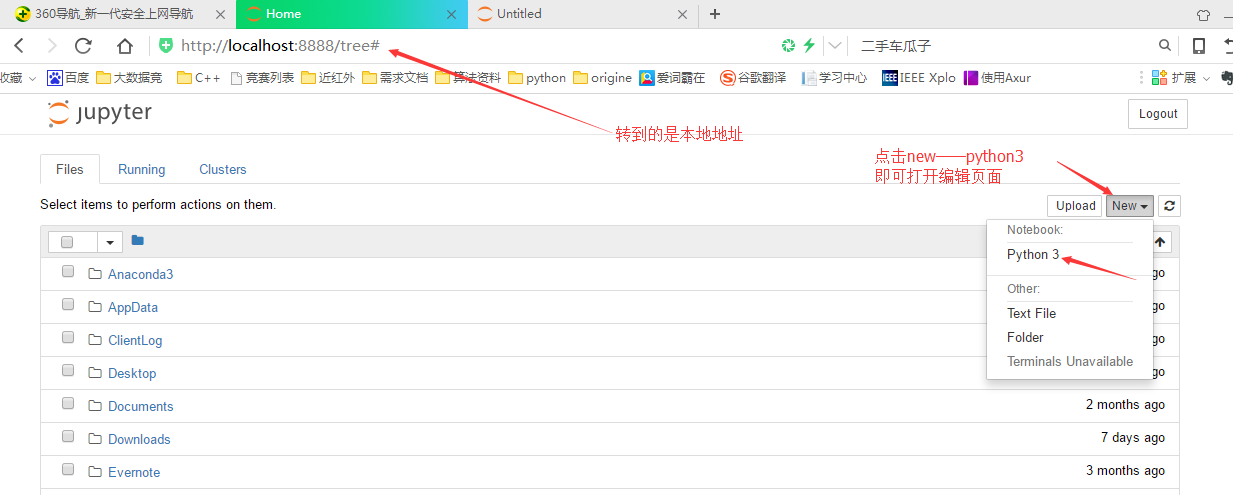 360导航_新一代安全上网导航
Home
Untitled
http://localhost:8888/tree#
二手车瓜子
收藏
百度
大数据竞
C++
竞赛列表
近红外
需求文档
算法资料
python
origine
爱词霸在
谷歌翻译
学习中心
IEEE Xplo
使用Axur
扩展
jupyter
Logout
转到的是本地地址
点击new——python3
即可打开编辑页面
Files
Running
Clusters
Select items to perform actions on them.
Upload
New
Notebook:
Python 3
Other:
Text File
Folder
Terminals Unavailable
Anaconda3
ago
AppData
ago
ClientLog
ago
Desktop
ago
Documents
2 months ago
Downloads
7 days ago
Evernote
3 months ago